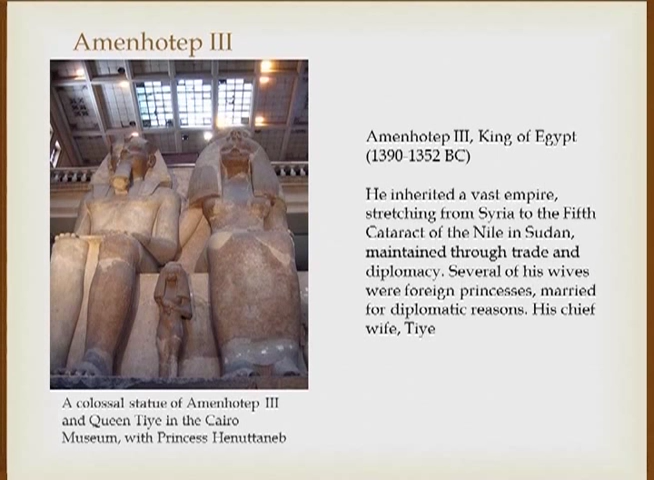 Amenhotep III
Amenhotep III, King of Egypt
(1390-1352 BC)
He inherited a vast empire,
stretching from Syria to the Fifth
Cataract of the Nile in Sudan,
maintained through trade and
diplomacy. Several of his wives
were foreign princesses, married
for diplomatic reasons. His chief
wife, Tiye
A colossal statue of Amenhotep III
and Queen Tiye in the Cairo
Museum, with Princess Henuttaneb